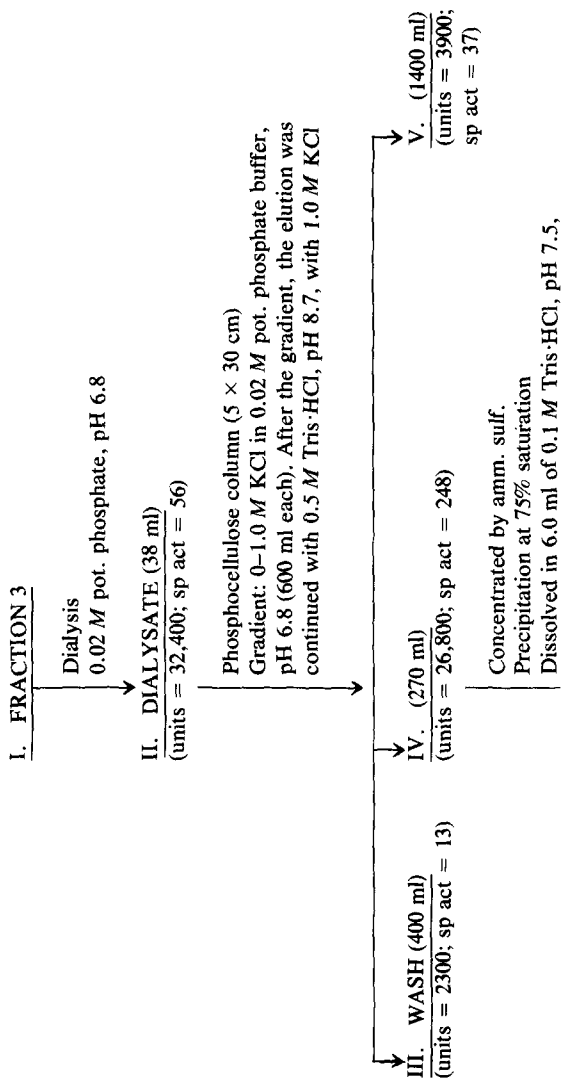 I. FRACTION 3
Dialysis
0.02 M pot. phosphate, pH 6.8
II. DIALYSATE (38 ml)
(units = 32,400; sp act = 56)
Phosphocellulose column (5 × 30 cm)
Gradient: 0–1.0 M KCl in 0.02 M pot. phosphate buffer,
pH 6.8 (600 ml each). After the gradient, the elution was
continued with 0.5 M Tris·HCl, pH 8.7, with 1.0 M KCl
III. WASH (400 ml)
(units = 2300; sp act = 13)
IV. (270 ml)
(units = 26,800; sp act = 248)
V. (1400 ml)
(units = 3900;
sp act = 37)
Concentrated by amm. sulf.
Precipitation at 75% saturation
Dissolved in 6.0 ml of 0.1 M Tris·HCl, pH 7.5,